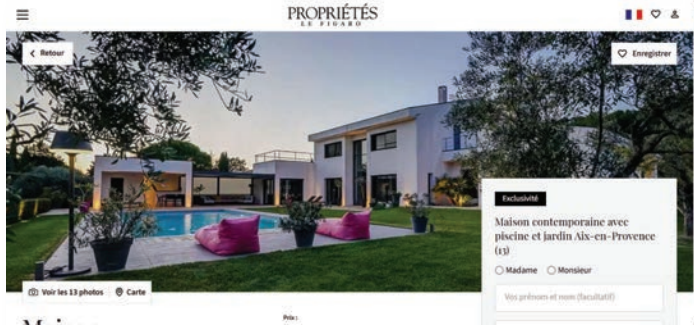 PROPRIÉTÉS
LE FIGARO
Retour
Enregistrer
Exclusivité
Maison contemporaine avec
piscine et jardin Aix-en-Provence
(13)
Madame Monsieur
Vos prénom et nom (facultatif)
Voir les 13 photos Carte
Prix :